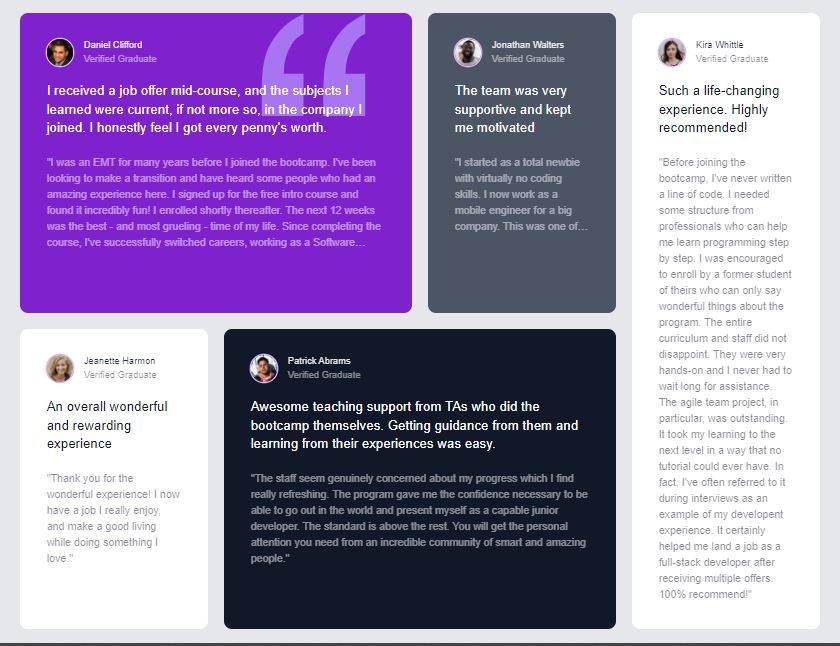 Daniel Clifford
Verified Graduate
I received a job offer mid-course, and the subjects I
learned were current, if not more so, in the company I
joined. I honestly feel I got every penny's worth.
"I was an EMT for many years before I joined the bootcamp. I've been
looking to make a transition and have heard some people who had an
amazing experience here. I signed up for the free intro course and
found it incredibly fun! I enrolled shortly thereafter. The next 12 weeks
was the best - and most grueling - time of my life. Since completing the
course, I've successfully switched careers, working as a Software...
Jonathan Walters
Verified Graduate
The team was very
supportive and kept
me motivated
"I started as a total newbie
with virtually no coding
skills. I now work as a
mobile engineer for a big
company. This was one of...
Kira Whittle
Verified Graduate
Such a life-changing
experience. Highly
recommended!
"Before joining the
bootcamp, I've never written
a line of code. I needed
some structure from
professionals who can help
me learn programming step
by step. I was encouraged
to enroll by a former student
of theirs who can only say
wonderful things about the
program. The entire
curriculum and staff did not
disappoint. They were very
hands-on and I never had to
wait long for assistance.
The agile team project, in
particular, was outstanding.
It took my learning to the
next level in a way that no
tutorial could ever have. In
fact, I've often referred to it
during interviews as an
example of my developent
experience. It certainly
helped me land a job as a
full-stack developer after
receiving multiple offers.
100% recommend!"
Jeanette Harmon
Verified Graduate
An overall wonderful
and rewarding
experience
"Thank you for the
wonderful experience! I now
have a job I really enjoy,
and make a good living
while doing something I
love."
Patrick Abrams
Verified Graduate
Awesome teaching support from TAs who did the
bootcamp themselves. Getting guidance from them and
learning from their experiences was easy.
"The staff seem genuinely concerned about my progress which I find
really refreshing. The program gave me the confidence necessary to be
able to go out in the world and present myself as a capable junior
developer. The standard is above the rest. You will get the personal
attention you need from an incredible community of smart and amazing
people."